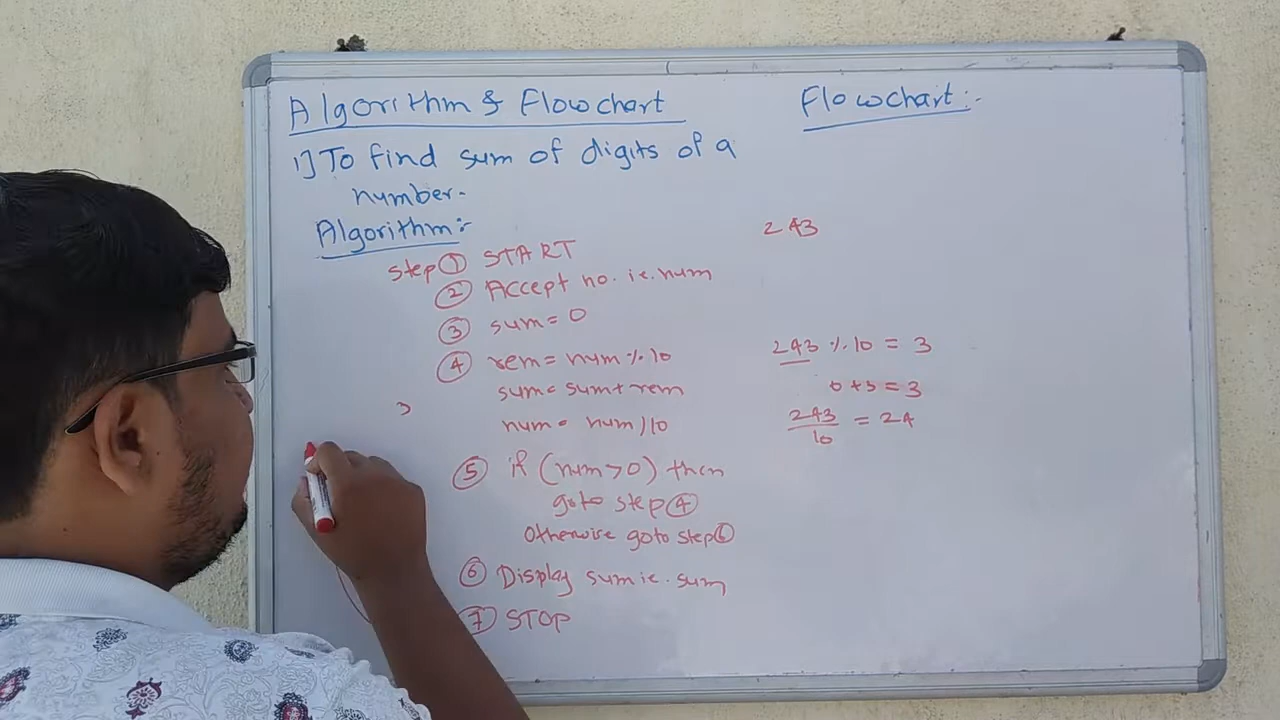 Algorithm & Flowchart
1] To find sum of digits of a
number.
Algorithm:-
step ① START
② Accept no. i.e. num
③ sum = 0
④ rem = num % 10
sum = sum + rem
num = num / 10
⑤ if (num > 0) then
goto step ④
Otherwise goto step ⑥
⑥ Display sum ie. sum
⑦ STOP
Flowchart:-
243
243 % 10 = 3
0 + 3 = 3
243
10 = 24